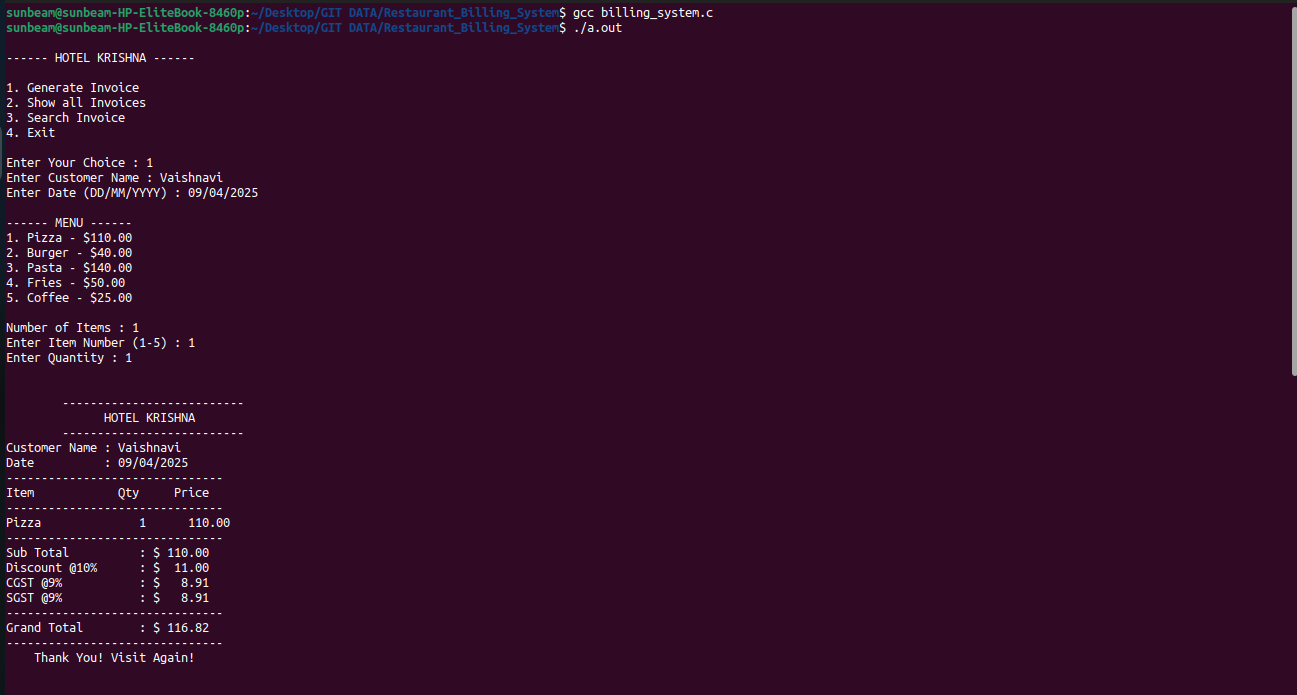 sunbeam@sunbeam-HP-EliteBook-8460p:~/Desktop/GIT DATA/Restaurant_Billing_System$ gcc billing_system.c
sunbeam@sunbeam-HP-EliteBook-8460p:~/Desktop/GIT DATA/Restaurant_Billing_System$ ./a.out
------ HOTEL KRISHNA ------
1. Generate Invoice
2. Show all Invoices
3. Search Invoice
4. Exit
Enter Your Choice : 1
Enter Customer Name : Vaishnavi
Enter Date (DD/MM/YYYY) : 09/04/2025
------ MENU ------
1. Pizza - $110.00
2. Burger - $40.00
3. Pasta - $140.00
4. Fries - $50.00
5. Coffee - $25.00
Number of Items : 1
Enter Item Number (1-5) : 1
Enter Quantity : 1
--------------------------
HOTEL KRISHNA
--------------------------
Customer Name : Vaishnavi
Date          : 09/04/2025
-------------------------------
Item            Qty     Price
-------------------------------
Pizza              1      110.00
-------------------------------
Sub Total          : $ 110.00
Discount @10%      : $  11.00
CGST @9%           : $   8.91
SGST @9%           : $   8.91
-------------------------------
Grand Total        : $ 116.82
-------------------------------
Thank You! Visit Again!